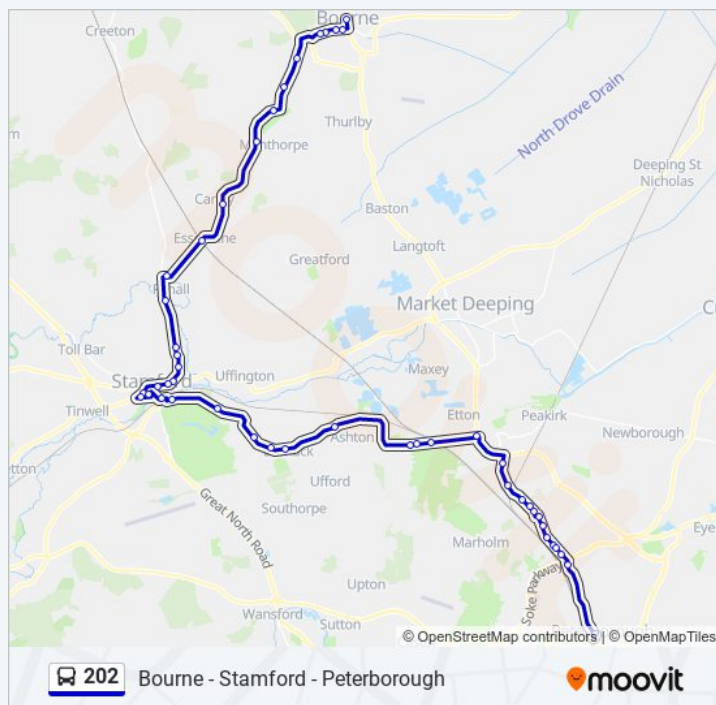 Creeton
Bourne
Thurlby
North Drove Drain
Deeping St
Nicholas
Baston
Langtoft
Greatford
Market Deeping
Toll Bar
Stamford
Uffington
Maxey
Tinwell
Etton
Peakirk
Newborough
Ashton
Ufford
Southorpe
Great North Road
Marholm
Eye
Upton
Soke Parkway
Wansford
Sutton
© OpenStreetMap contributors | © OpenMapTiles
202 Bourne - Stamford - Peterborough
moovit